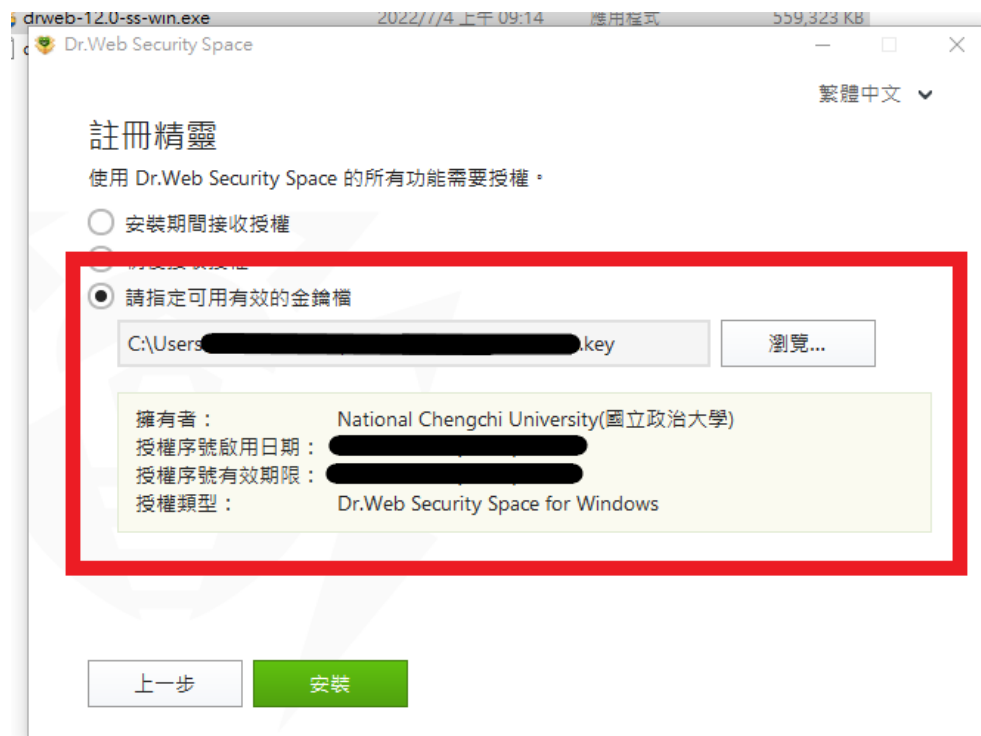 drweb-12.0-ss-win.exe 2022/7/4 上午 09:14 應用程式 559,323 KB
Dr.Web Security Space
繁體中文
註冊精靈
使用 Dr.Web Security Space 的所有功能需要授權。
安裝期間接收授權
請指定可用有效的金鑰檔
C:\Users .key 瀏覽...
擁有者： National Chengchi University(國立政治大學)
授權序號啟用日期：
授權序號有效期限：
授權類型： Dr.Web Security Space for Windows
上一步 安裝